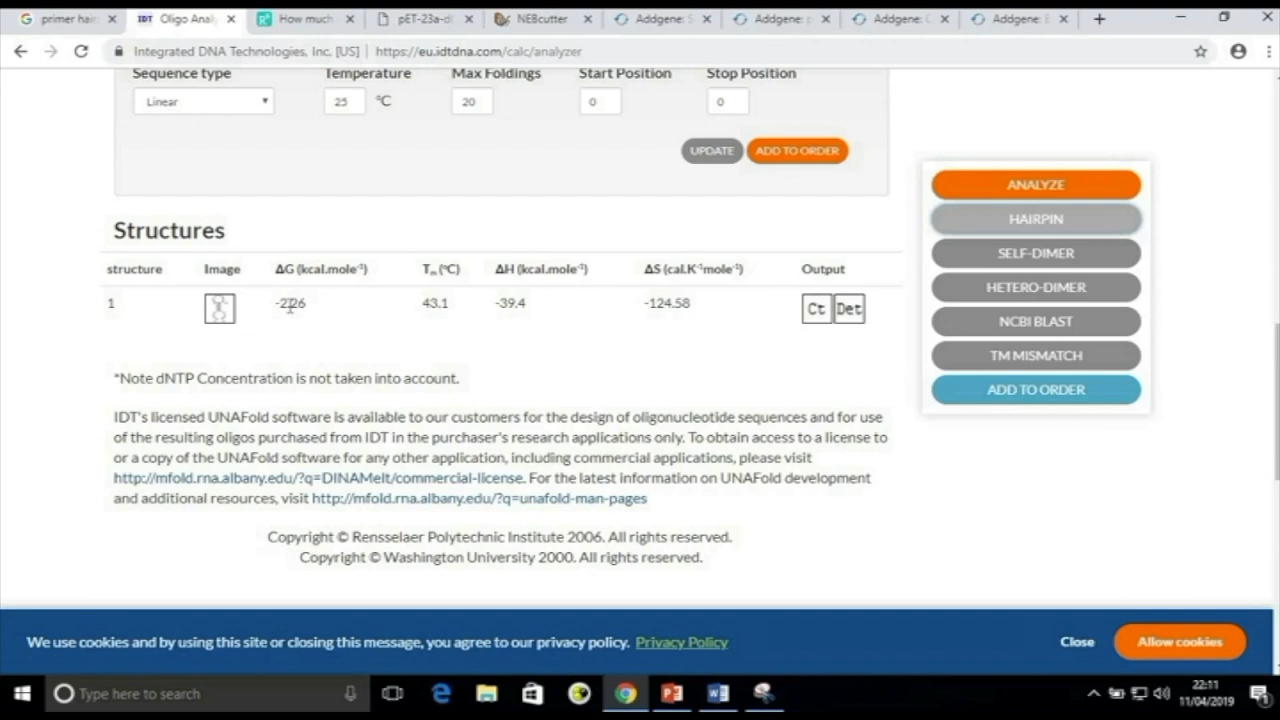 primer hair
IDT Oligo Anal
How much
pET-23a-d(
NEBcutter
Addgene: S
Addgene: p
Addgene: C
Addgene: E
Integrated DNA Technologies, Inc. [US] | https://eu.idtdna.com/calc/analyzer
Sequence type Temperature Max Foldings Start Position Stop Position
Linear 25 °C 20 0 0
UPDATE ADD TO ORDER
ANALYZE
HAIRPIN
SELF-DIMER
HETERO-DIMER
NCBI BLAST
TM MISMATCH
ADD TO ORDER
Structures
structure Image ΔG (kcal.mole⁻¹) Tₘ (°C) ΔH (kcal.mole⁻¹) ΔS (cal.K⁻¹mole⁻¹) Output
1 43.1 -39.4 -124.58 Ct Det
*Note dNTP Concentration is not taken into account.
IDT's licensed UNAFold software is available to our customers for the design of oligonucleotide sequences and for use
of the resulting oligos purchased from IDT in the purchaser's research applications only. To obtain access to a license to
or a copy of the UNAFold software for any other application, including commercial applications, please visit
http://mfold.rna.albany.edu/?q=DINAMelt/commercial-license. For the latest information on UNAFold development
and additional resources, visit http://mfold.rna.albany.edu/?q=unafold-man-pages
Copyright © Rensselaer Polytechnic Institute 2006. All rights reserved.
Copyright © Washington University 2000. All rights reserved.
We use cookies and by using this site or closing this message, you agree to our privacy policy. Privacy Policy Close Allow cookies
Type here to search
22:11
11/04/2019